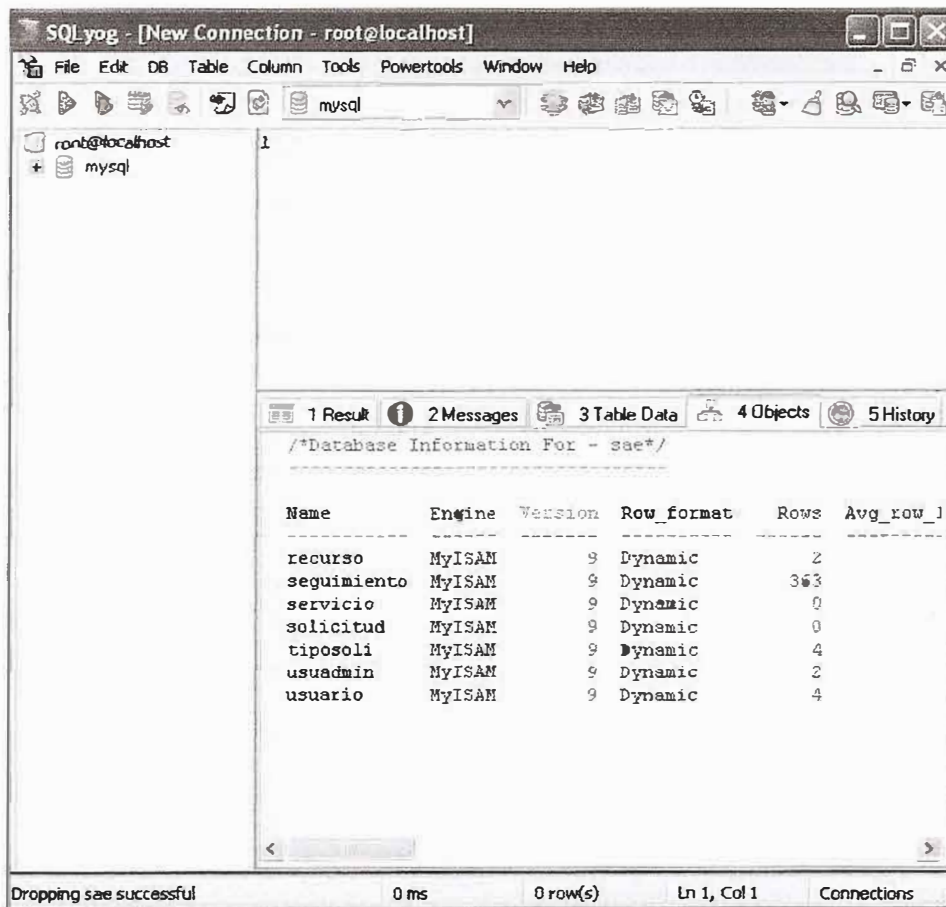 SQLyog - [New Connection - root@localhost]
File Edit DB Table Column Tools Powertools Window Help
mysql
root@localhost
mysql
1
1 Result 2 Messages 3 Table Data 4 Objects 5 History
/*Database Information For - sae*/
Name Engine Version Row_format Rows Avg_row_l
recurso MyISAM 9 Dynamic 2
seguimiento MyISAM 9 Dynamic 363
servicio MyISAM 9 Dynamic 0
solicitud MyISAM 9 Dynamic 0
tiposoli MyISAM 9 Dynamic 4
usuadmin MyISAM 9 Dynamic 2
usuario MyISAM 9 Dynamic 4
Dropping sae successful 0 ms 0 row(s) Ln 1, Col 1 Connections